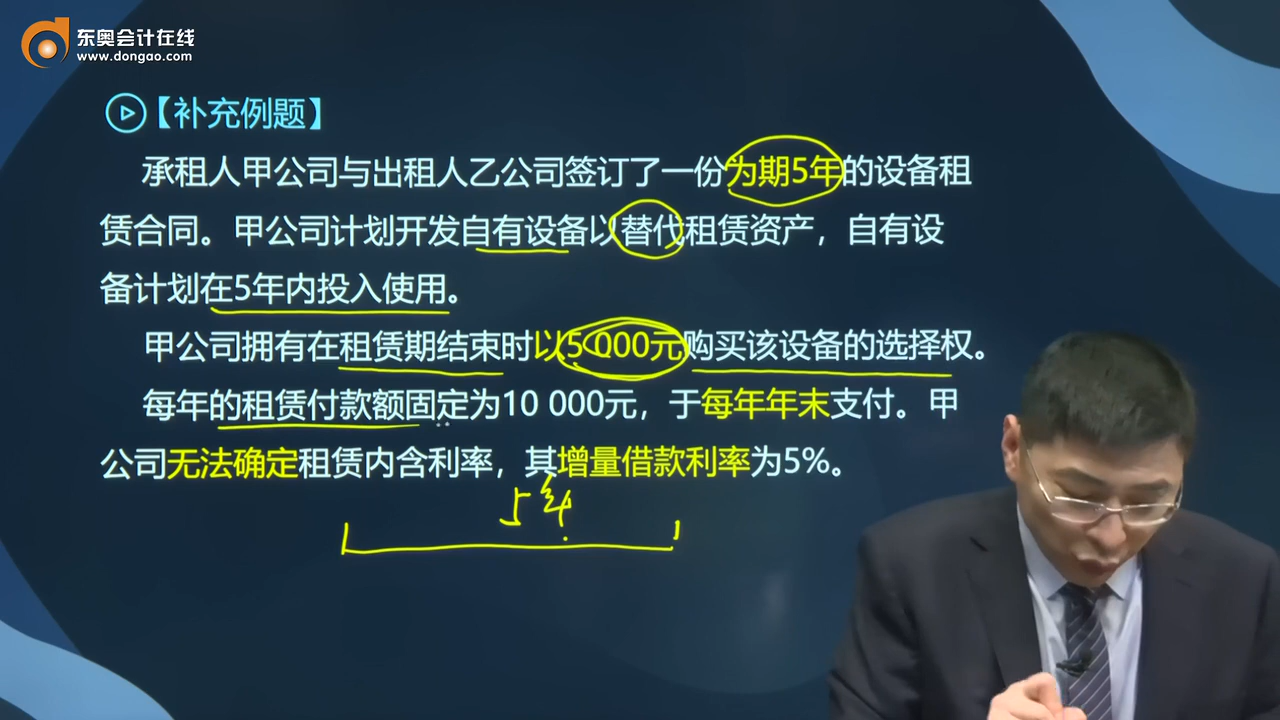 东奥会计在线
www.dongao.com
【补充例题】
承租人甲公司与出租人乙公司签订了一份为期5年的设备租
赁合同。甲公司计划开发自有设备以替代租赁资产，自有设
备计划在5年内投入使用。
甲公司拥有在租赁期结束时以5 000元购买该设备的选择权。
每年的租赁付款额固定为10 000元，于每年年末支付。甲
公司无法确定租赁内含利率，其增量借款利率为5%。
5年